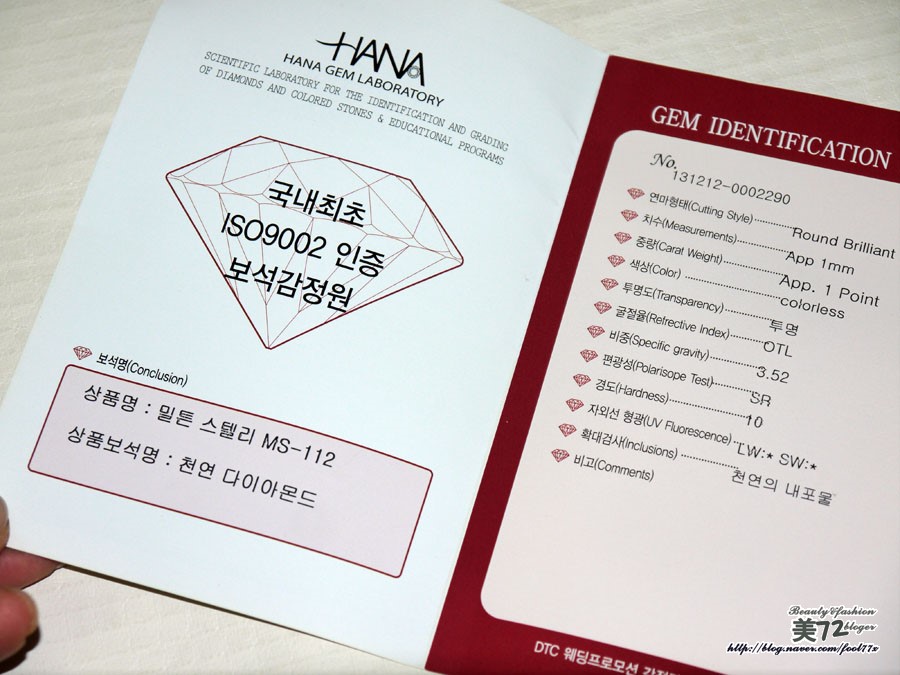 HANA
HANA GEM LABORATORY
SCIENTIFIC LABORATORY FOR THE IDENTIFICATION AND GRADING
OF DIAMONDS AND COLORED STONES & EDUCATIONAL PROGRAMS
국내최초
ISO9002 인증
보석감정원
보석명(Conclusion)
상품명 : 밀튼 스텔리 MS-112
상품보석명 : 천연 다이아몬드
GEM IDENTIFICATION
No. 131212-0002290
연마형태(Cutting Style) Round Brilliant
치수(Measurements) App 1mm
중량(Carat Weight) App. 1 Point
색상(Color) colorless
투명도(Transparency) 투명
굴절율(Refrective Index) OTL
비중(Specific gravity) 3.52
편광성(Polarisope Test) SR
경도(Hardness) 10
자외선 형광(UV Fluorescence) LW:* SW:*
확대검사(Inclusions) 천연의 내포물
비고(Comments)
DTC 웨딩프로모션
Beauty&fashion
美72 bloger
http://blog.naver.com/fool77x